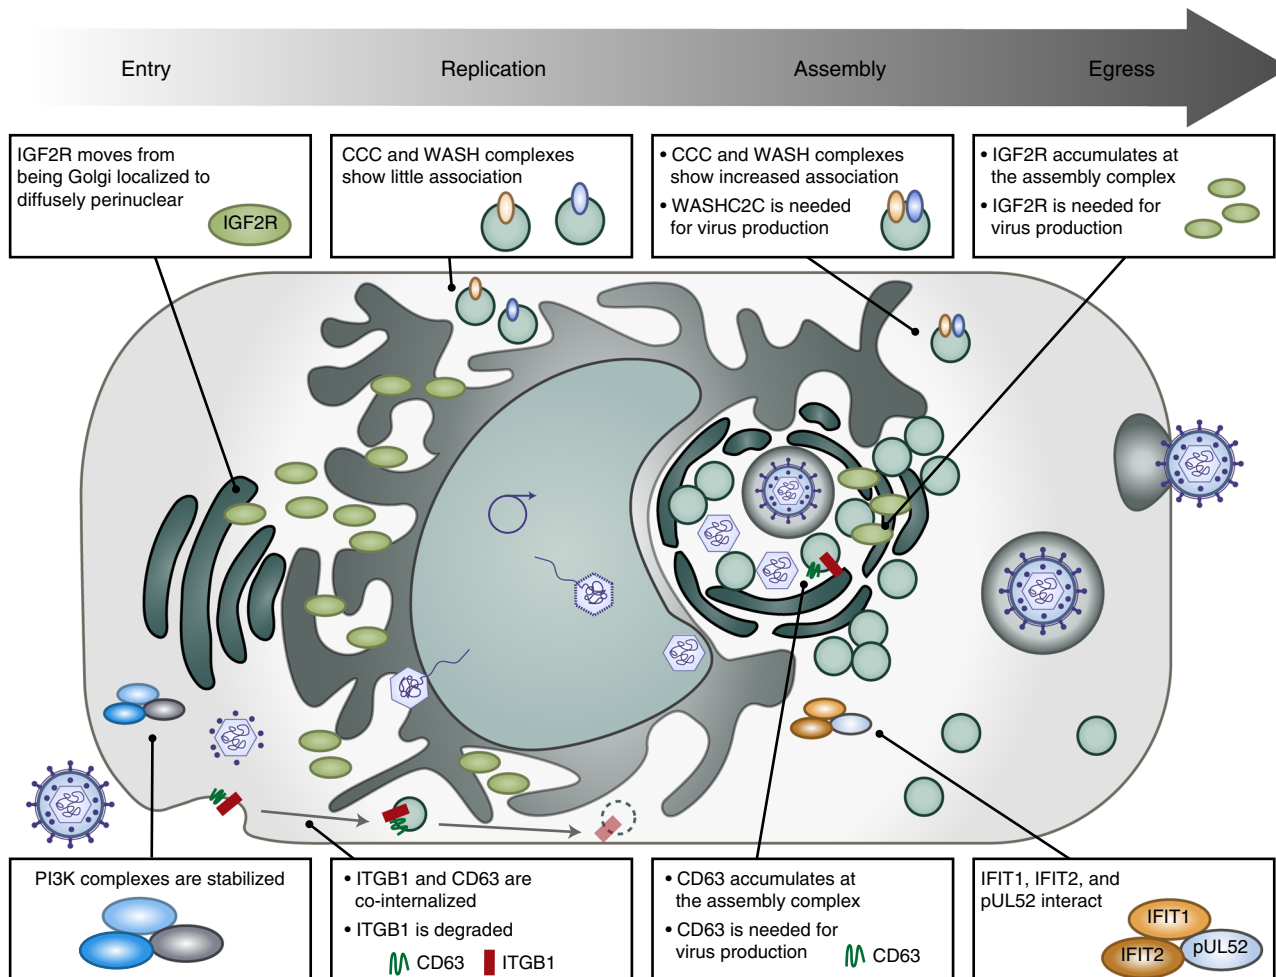 Entry
Replication
Assembly
Egress
IGF2R moves from
being Golgi localized to
diffusely perinuclear
IGF2R
CCC and WASH complexes
show little association
• CCC and WASH complexes
show increased association
• WASHC2C is needed
for virus production
• IGF2R accumulates at
the assembly complex
• IGF2R is needed for
virus production
PI3K complexes are stabilized
• ITGB1 and CD63 are
co-internalized
• ITGB1 is degraded
CD63
ITGB1
• CD63 accumulates at
the assembly complex
• CD63 is needed for
virus production
CD63
IFIT1, IFIT2, and
pUL52 interact
IFIT1
IFIT2
pUL52